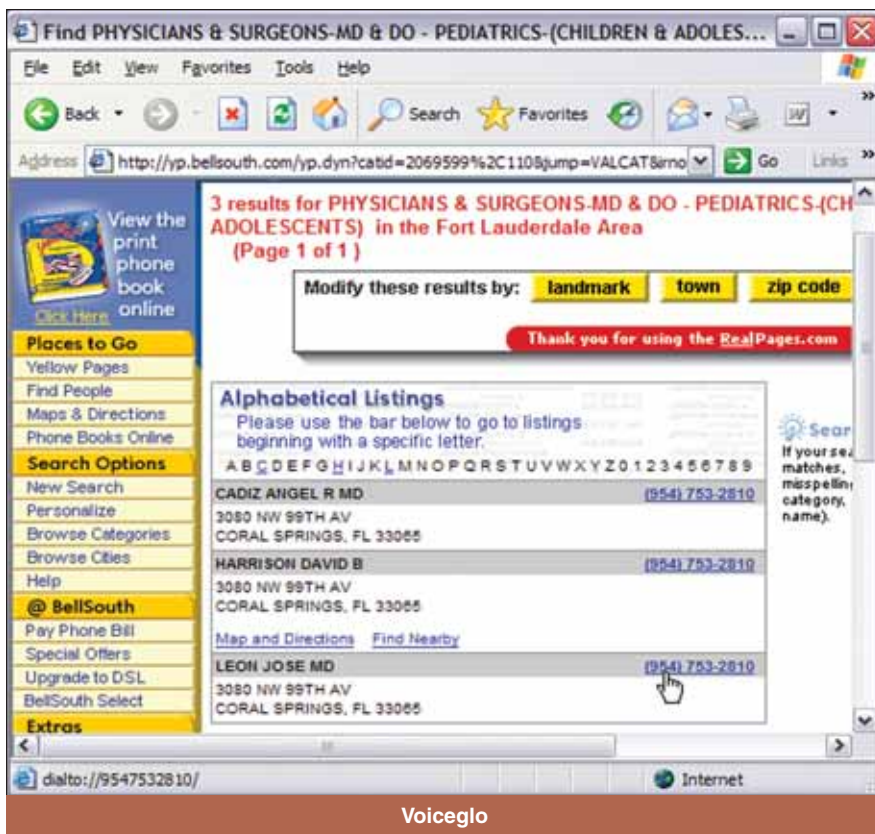 Find PHYSICIANS & SURGEONS-MD & DO - PEDIATRICS-(CHILDREN & ADOLES...
File Edit View Favorites Tools Help
Back Search Favorites
Address http://yp.bellsouth.com/yp.dyn?catid=2069599%2C110&jump=VALCAT&irno Go Links
View the
print
phone
book
online
Click Here
Places to Go
Yellow Pages
Find People
Maps & Directions
Phone Books Online
Search Options
New Search
Personalize
Browse Categories
Browse Cities
Help
@ BellSouth
Pay Phone Bill
Special Offers
Upgrade to DSL
BellSouth Select
Extras
3 results for PHYSICIANS & SURGEONS-MD & DO - PEDIATRICS-(CH
ADOLESCENTS) in the Fort Lauderdale Area
(Page 1 of 1 )
Modify these results by: landmark town zip code
Thank you for using the RealPages.com
Alphabetical Listings
Please use the bar below to go to listings
beginning with a specific letter.
A B C D E F G H I J K L M N O P Q R S T U V W X Y Z 0 1 2 3 4 5 6 7 8 9
CADIZ ANGEL R MD (954) 753-2810
3080 NW 99TH AV
CORAL SPRINGS, FL 33065
HARRISON DAVID B (954) 753-2810
3080 NW 99TH AV
CORAL SPRINGS, FL 33065
Map and Directions Find Nearby
LEON JOSE MD (954) 753-2810
3080 NW 99TH AV
CORAL SPRINGS, FL 33065
Sear
If your sea
matches,
misspelling
category,
name).
dialto://9547532810/ Internet
Voiceglo